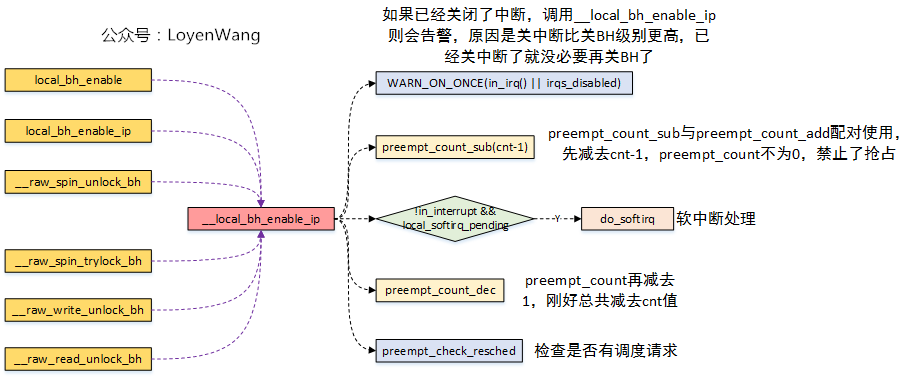 公众号：LoyenWang
如果已经关闭了中断，调用__local_bh_enable_ip
则会告警，原因是关中断比关BH级别更高，已
经关中断了就没必要再关BH了
local_bh_enable
WARN_ON_ONCE(in_irq() || irqs_disabled)
local_bh_enable_ip
preempt_count_sub(cnt-1)
preempt_count_sub与preempt_count_add配对使用，
先减去cnt-1，preempt_count不为0，禁止了抢占
__raw_spin_unlock_bh
__local_bh_enable_ip
!in_interrupt &&
local_softirq_pending
Y
do_softirq
软中断处理
__raw_spin_trylock_bh
preempt_count_dec
preempt_count再减去
1，刚好总共减去cnt值
__raw_write_unlock_bh
__raw_read_unlock_bh
preempt_check_resched
检查是否有调度请求